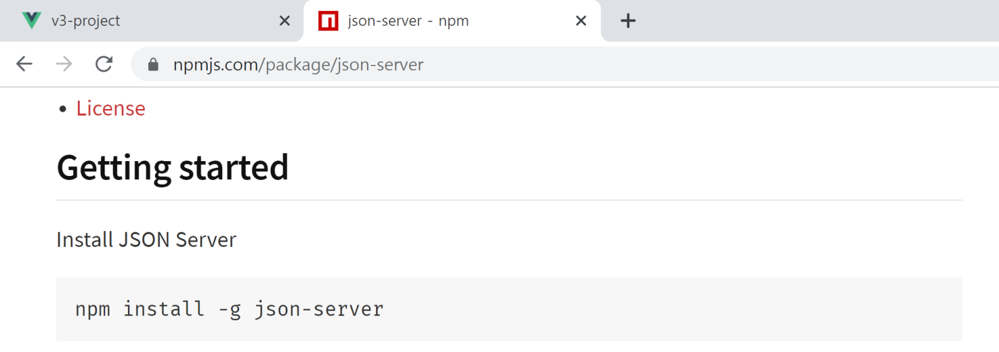 v3-project
json-server - npm
npmjs.com/package/json-server
• License
Getting started
Install JSON Server
npm install -g json-server